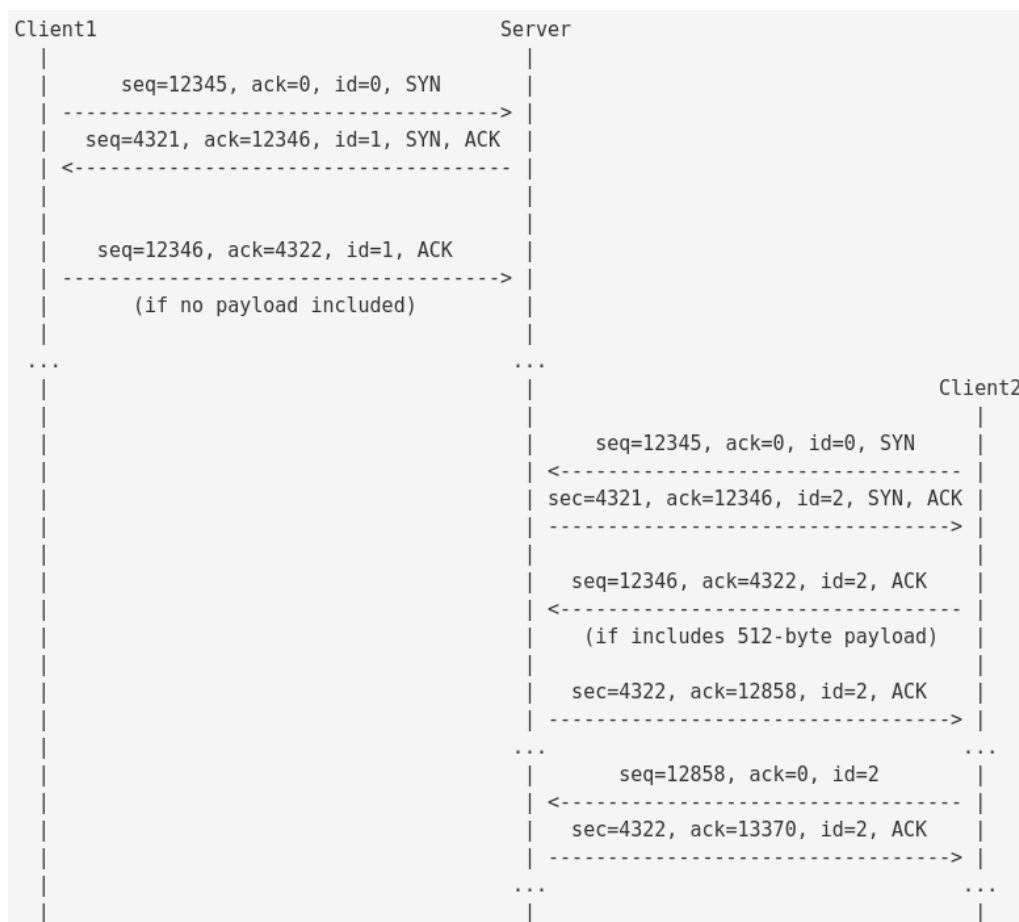 Client1 Server
seq=12345, ack=0, id=0, SYN
seq=4321, ack=12346, id=1, SYN, ACK
seq=12346, ack=4322, id=1, ACK
(if no payload included)
... ...
Client2
seq=12345, ack=0, id=0, SYN
sec=4321, ack=12346, id=2, SYN, ACK
seq=12346, ack=4322, id=2, ACK
(if includes 512-byte payload)
sec=4322, ack=12858, id=2, ACK
... ...
seq=12858, ack=0, id=2
sec=4322, ack=13370, id=2, ACK
... ...